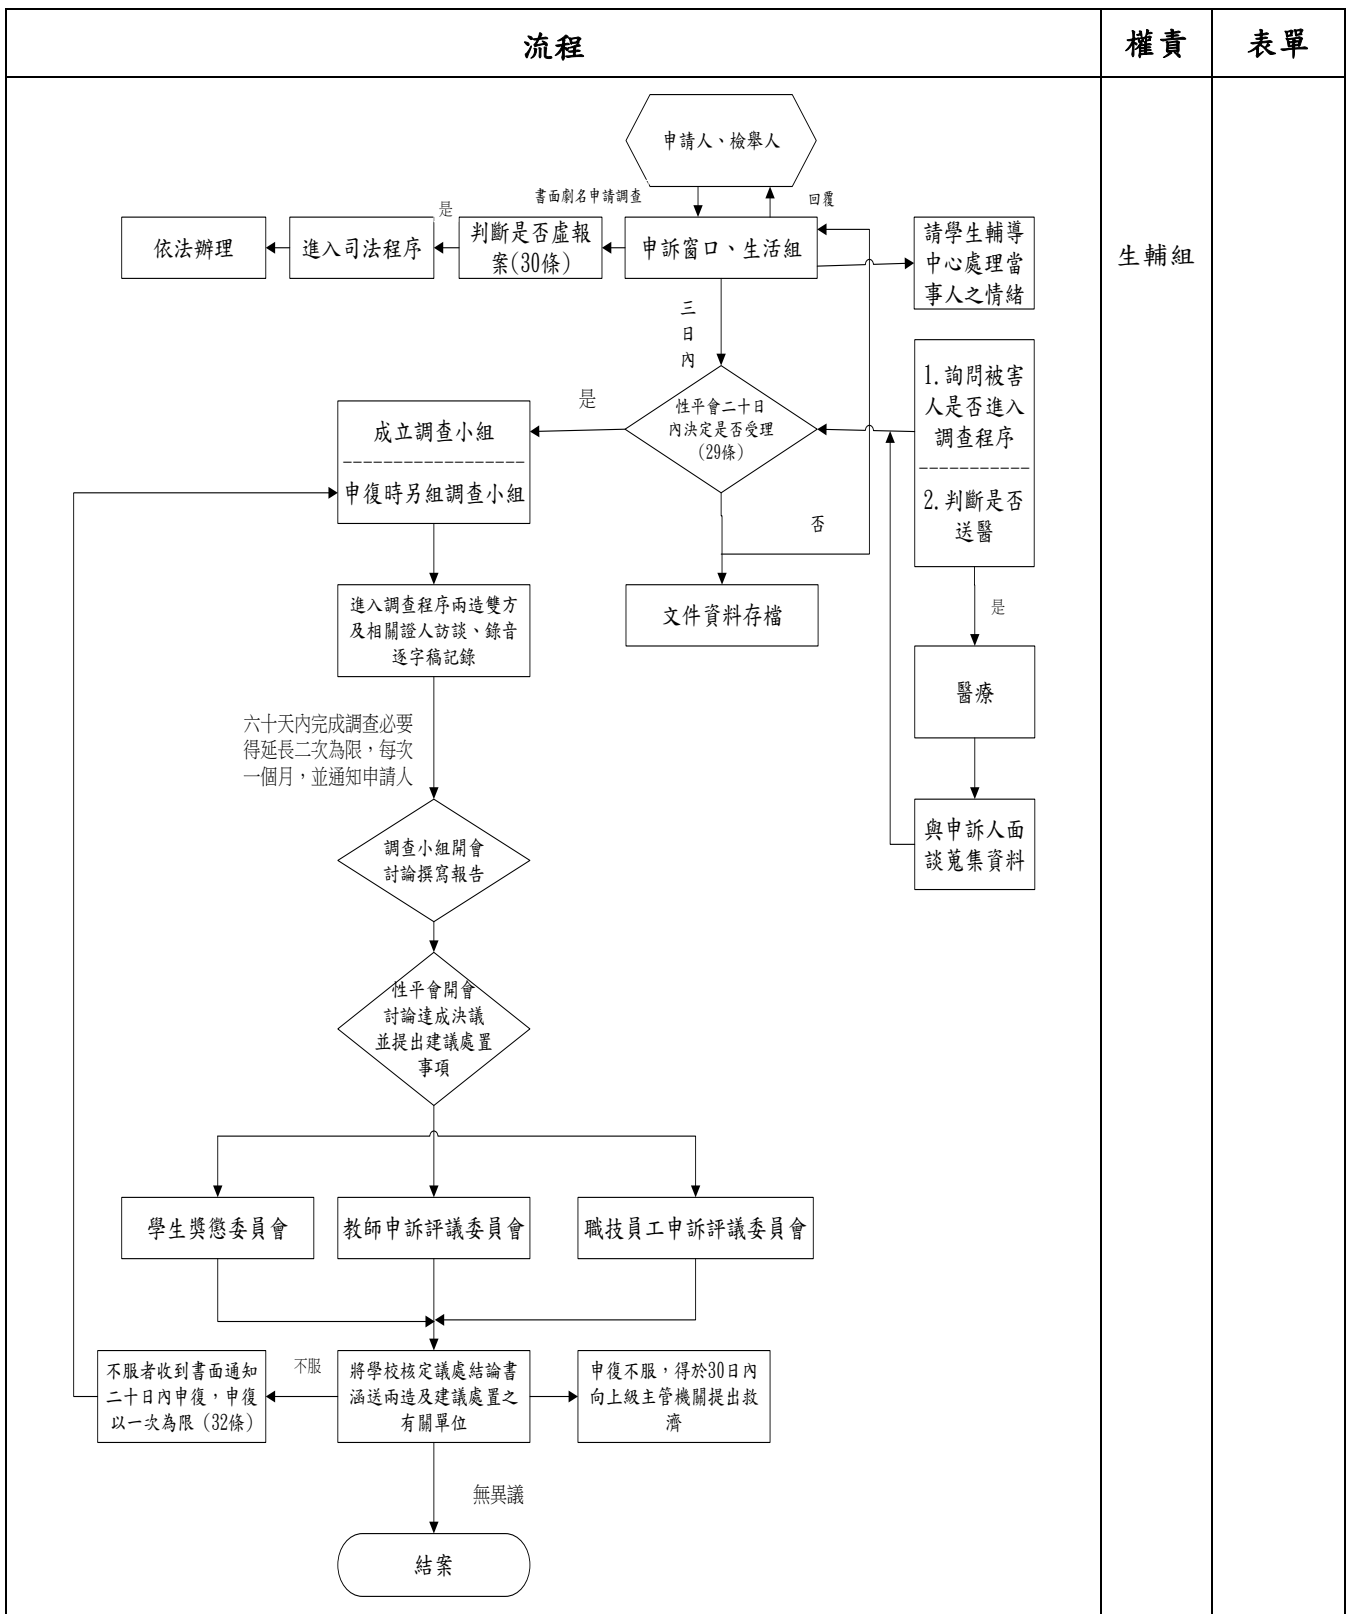 流程
權責
表單
申請人、檢舉人
書面劇名申請調查
回覆
是
依法辦理
進入司法程序
判斷是否虛報
案(30條)
申訴窗口、生活組
請學生輔導
中心處理當
事人之情緒
生輔組
三
日
內
1.詢問被害
人是否進入
調查程序
-----------
2.判斷是否
送醫
性平會二十日
內決定是否受理
(29條)
是
成立調查小組
------------------
申復時另組調查小組
否
文件資料存檔
進入調查程序兩造雙方
及相關證人訪談、錄音
逐字稿記錄
是
醫療
與申訴人面
談蒐集資料
六十天內完成調查必要
得延長二次為限，每次
一個月，並通知申請人
調查小組開會
討論撰寫報告
性平會開會
討論達成決議
並提出建議處置
事項
學生獎懲委員會
教師申訴評議委員會
職技員工申訴評議委員會
不服者收到書面通知
二十日內申復，申復
以一次為限 (32條)
不服
將學校核定議處結論書
涵送兩造及建議處置之
有關單位
申復不服，得於30日內
向上級主管機關提出救
濟
無異議
結案